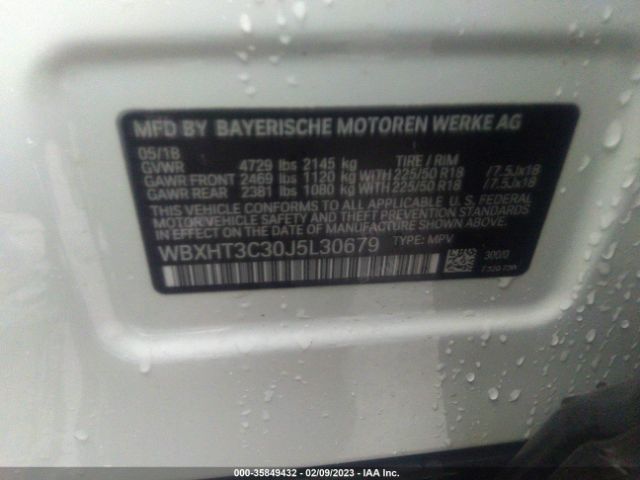 MFD BY BAYERISCHE MOTOREN WERKE AG
05/18
GVWR 4729 lbs 2145 kg TIRE / RIM
GAWR FRONT 2469 lbs 1120 kg WITH 225/50 R18 /7.5Jx18
GAWR REAR 2381 lbs 1080 kg WITH 225/50 R18 /7.5Jx18
THIS VEHICLE CONFORMS TO ALL APPLICABLE U. S. FEDERAL
MOTOR VEHICLE SAFETY AND THEFT PREVENTION STANDARDS
IN EFFECT ON THE DATE OF MANUFACTURE SHOWN ABOVE.
WBXHT3C30J5L30679 TYPE: MPV
300/0
000-35849432 - 02/09/2023 - IAA Inc.